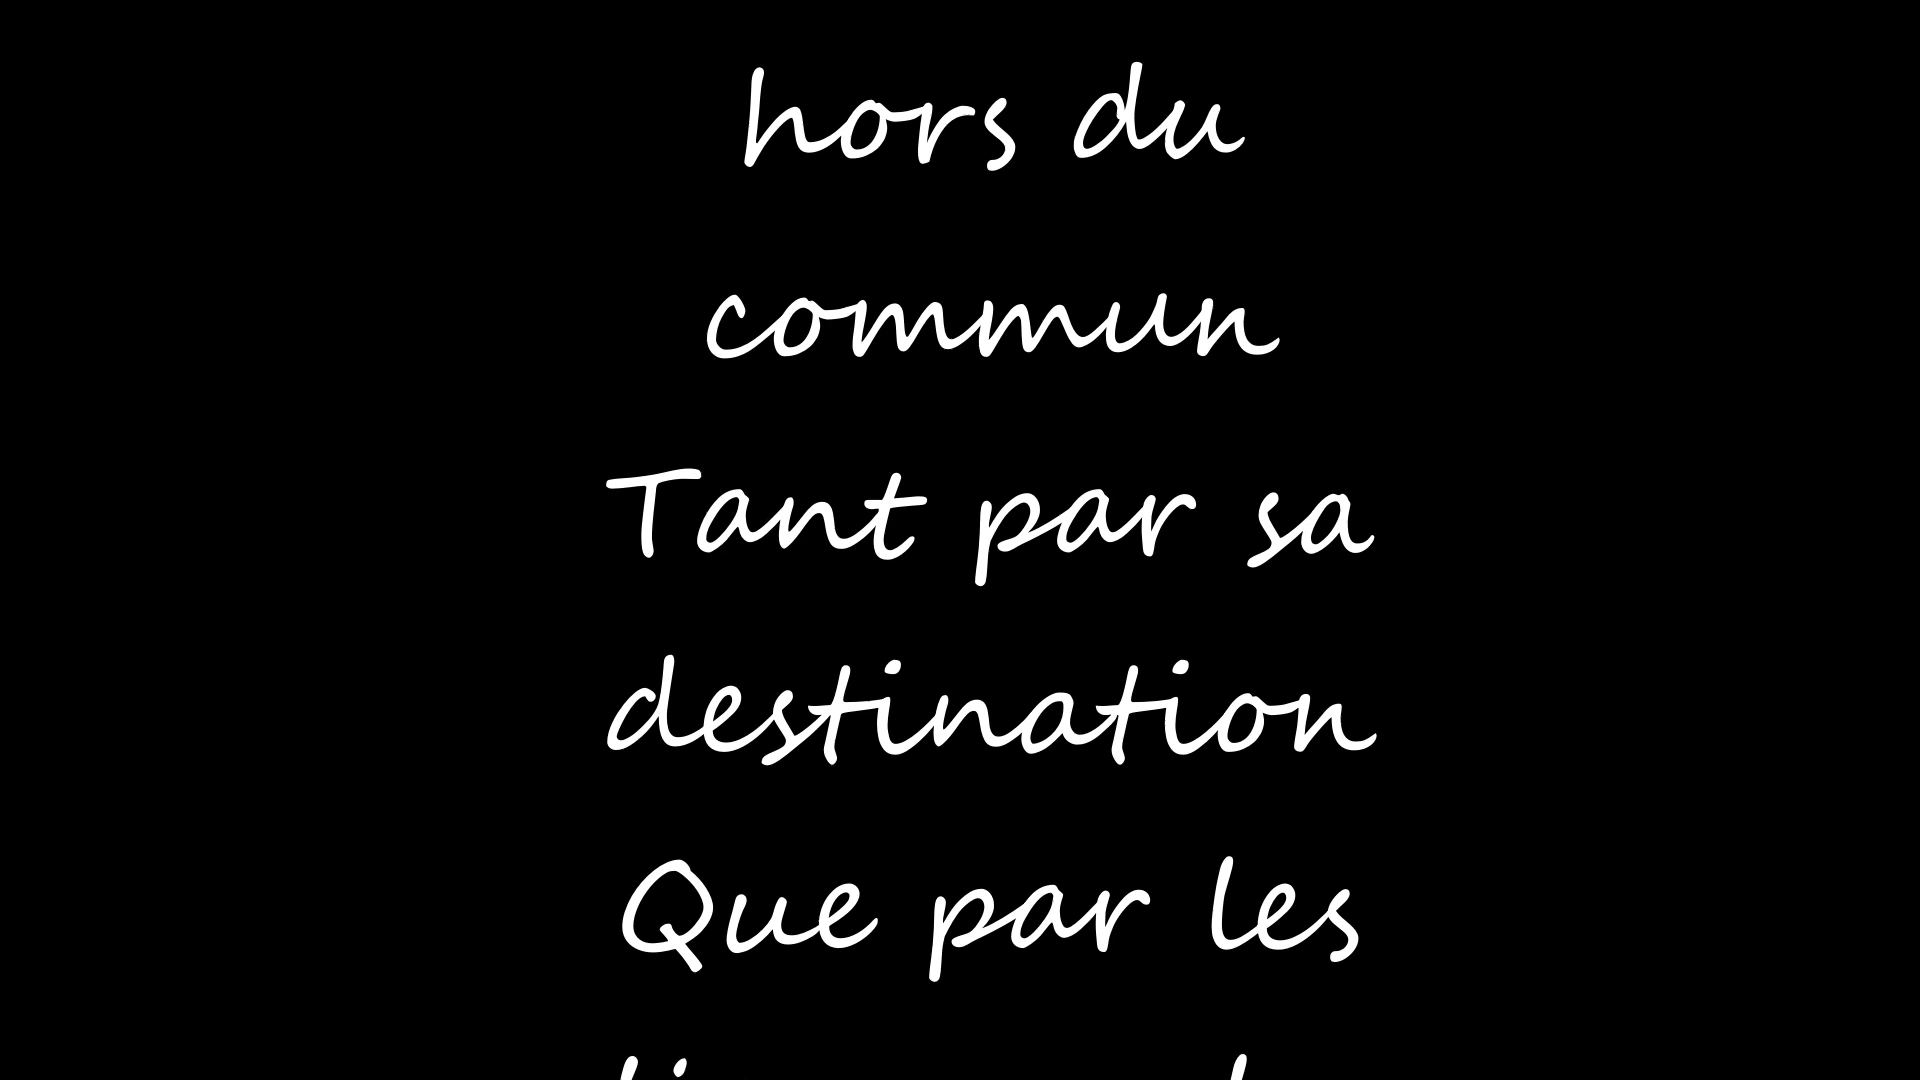 hors du
commun
Tant par sa
destination
Que par les